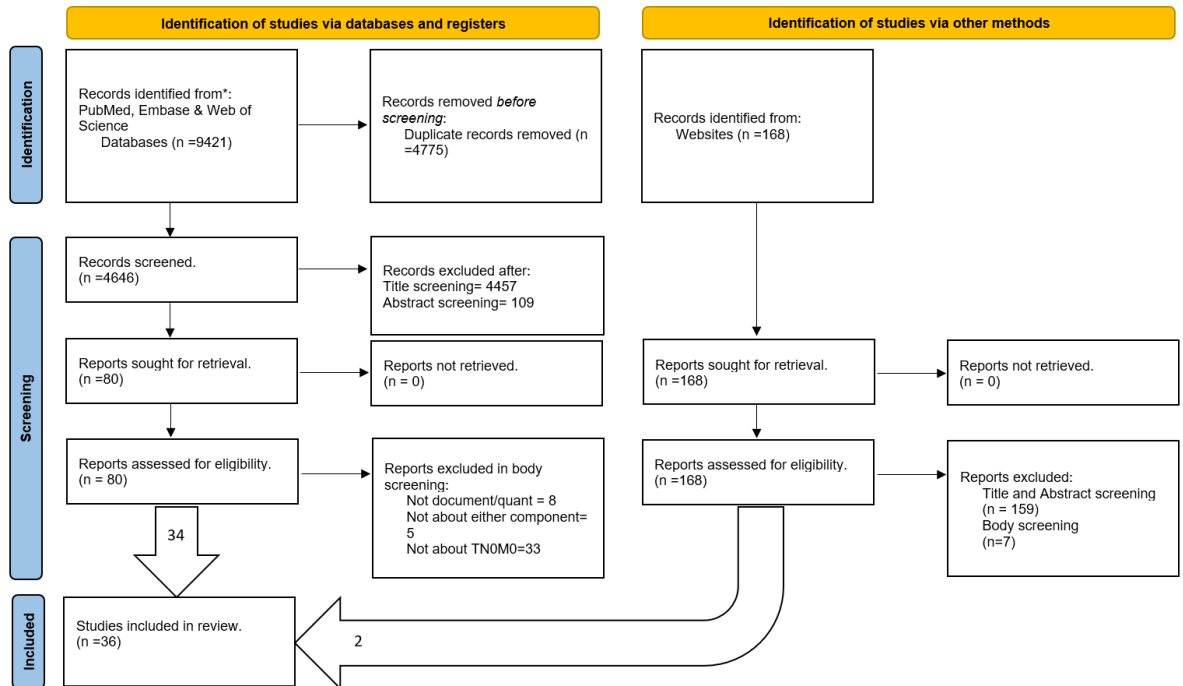 Identification of studies via databases and registers
Identification of studies via other methods
Identification
Records identified from*:
PubMed, Embase & Web of
Science
Databases (n =9421)
Records removed before
screening:
Duplicate records removed (n
=4775)
Records identified from:
Websites (n =168)
Screening
Records screened.
(n =4646)
Records excluded after:
Title screening= 4457
Abstract screening= 109
Reports sought for retrieval.
(n =80)
Reports not retrieved.
(n = 0)
Reports sought for retrieval.
(n =168)
Reports not retrieved.
(n = 0)
Reports assessed for eligibility.
(n = 80)
Reports excluded in body
screening:
Not document/quant = 8
Not about either component=
5
Not about TN0M0=33
Reports assessed for eligibility.
(n =168)
Reports excluded:
Title and Abstract screening
(n = 159)
Body screening
(n=7)
34
Included
Studies included in review.
(n =36)
2